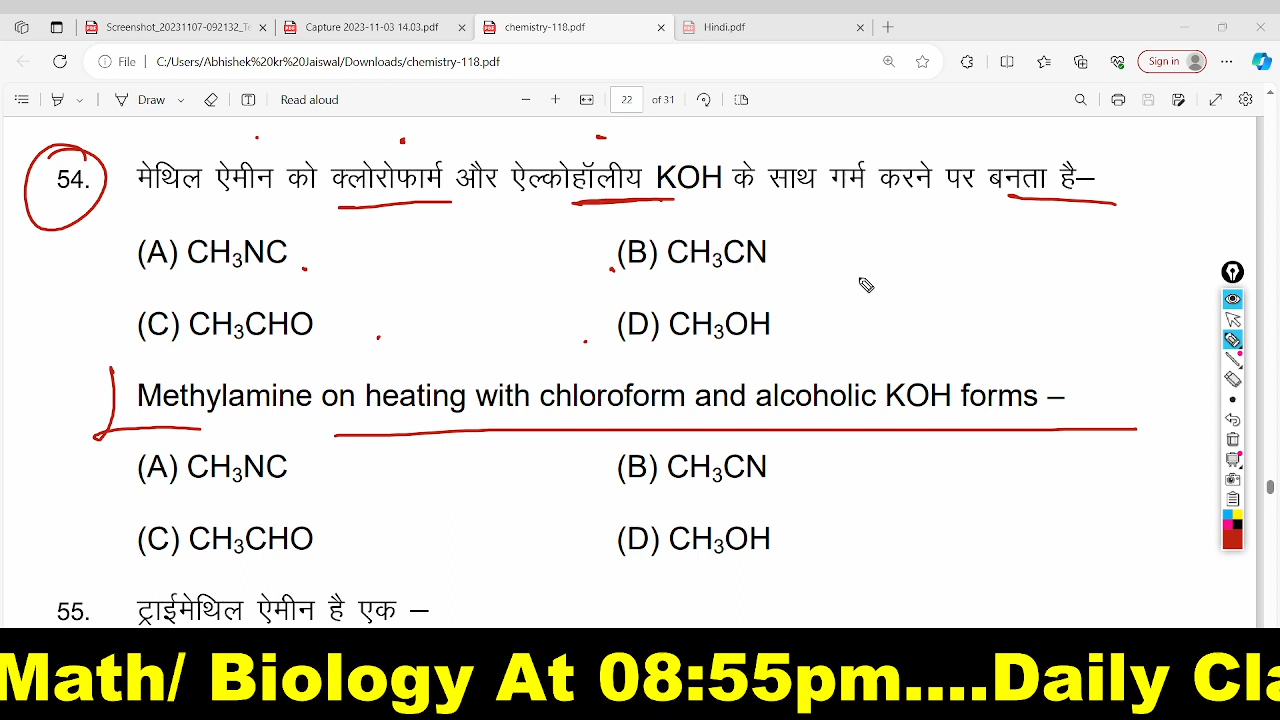 Screenshot_20231107-092132_Te
Capture 2023-11-03 14.03.pdf
chemistry-118.pdf
Hindi.pdf
File
C:/Users/Abhishek%20kr%20Jaiswal/Downloads/chemistry-118.pdf
Sign in
Draw
Read aloud
22 of 31
54. मेथिल ऐमीन को क्लोरोफार्म और ऐल्कोहॉलीय KOH के साथ गर्म करने पर बनता है–
(A) CH₃NC (B) CH₃CN
(C) CH₃CHO (D) CH₃OH
Methylamine on heating with chloroform and alcoholic KOH forms –
(A) CH₃NC (B) CH₃CN
(C) CH₃CHO (D) CH₃OH
55. ट्राईमेथिल ऐमीन है एक –
Math/ Biology At 08:55pm....Daily Cla